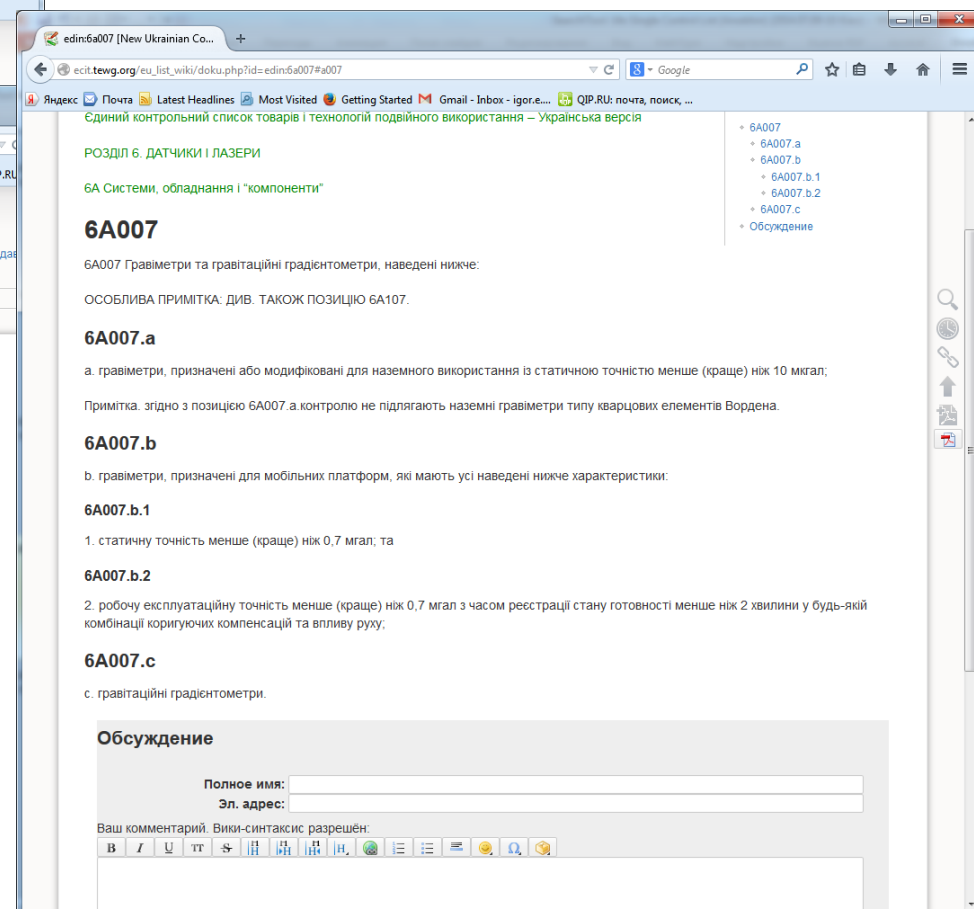 edin:6a007 [New Ukrainian Co...
ecit.tewg.org/eu_list_wiki/doku.php?id=edin:6a007#a007
Google
Яндекс Почта Latest Headlines Most Visited Getting Started Gmail - Inbox - igor.e.... QIP.RU: почта, поиск, ...
Єдиний контрольний список товарів і технологій подвійного використання – Українська версія
РОЗДІЛ 6. ДАТЧИКИ І ЛАЗЕРИ
6A Системи, обладнання і “компоненти”
6A007
6A007.a
6A007.b
6A007.b.1
6A007.b.2
6A007.c
Обсуждение
6A007
6A007 Гравіметри та гравітаційні градієнтометри, наведені нижче:
ОСОБЛИВА ПРИМІТКА: ДИВ. ТАКОЖ ПОЗИЦІЮ 6A107.
6A007.a
a. гравіметри, призначені або модифіковані для наземного використання із статичною точністю менше (краще) ніж 10 мкгал;
Примітка. згідно з позицією 6A007.a.контролю не підлягають наземні гравіметри типу кварцових елементів Вордена.
6A007.b
b. гравіметри, призначені для мобільних платформ, які мають усі наведені нижче характеристики:
6A007.b.1
1. статичну точність менше (краще) ніж 0,7 мгал; та
6A007.b.2
2. робочу експлуатаційну точність менше (краще) ніж 0,7 мгал з часом реєстрації стану готовності менше ніж 2 хвилини у будь-якій
комбінації коригуючих компенсацій та впливу руху;
6A007.c
c. гравітаційні градієнтометри.
Обсуждение
Полное имя:
Эл. адрес:
Ваш комментарий. Вики-синтаксис разрешён: